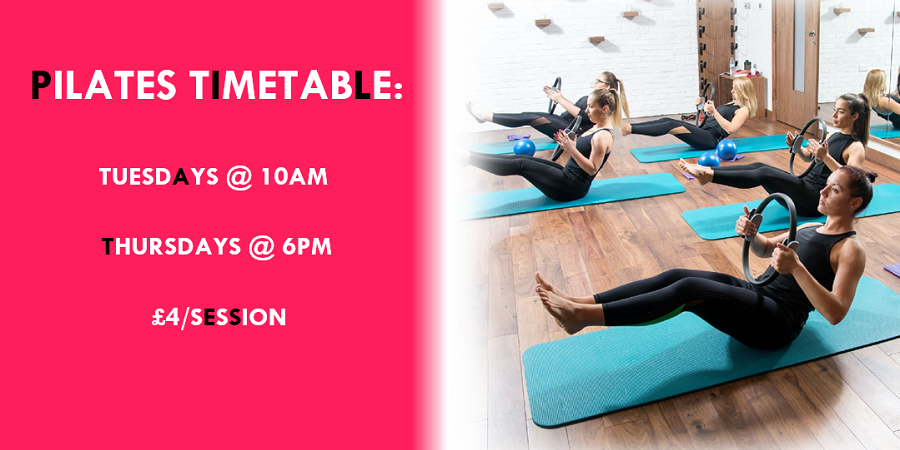 PILATES TIMETABLE:
TUESDAYS @ 10AM
THURSDAYS @ 6PM
£4/SESSION